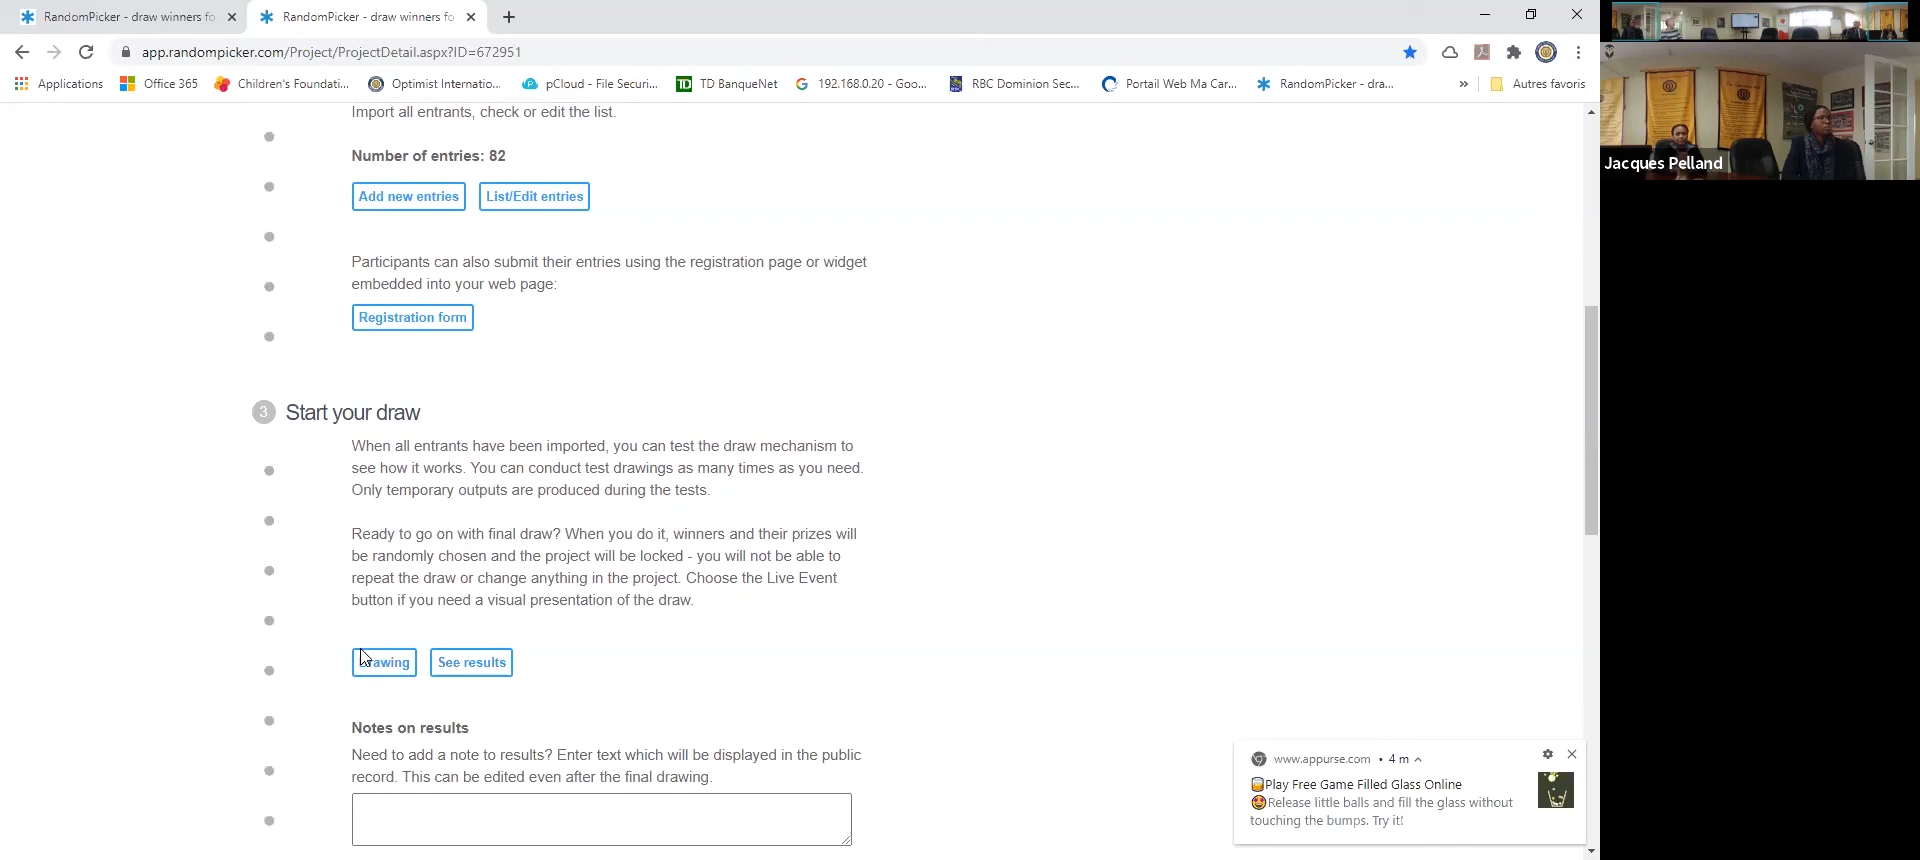 RandomPicker - draw winners fo
RandomPicker - draw winners fo
app.randompicker.com/Project/ProjectDetail.aspx?ID=672951
Applications
Office 365
Children's Foundati...
Optimist Internatio...
pCloud - File Securi...
TD BanqueNet
192.168.0.20 - Goo...
RBC Dominion Sec...
Portail Web Ma Car...
RandomPicker - dra...
»
Autres favoris
Import all entrants, check or edit the list.
Number of entries: 82
Add new entries
List/Edit entries
Participants can also submit their entries using the registration page or widget
embedded into your web page:
Registration form
3 Start your draw
When all entrants have been imported, you can test the draw mechanism to
see how it works. You can conduct test drawings as many times as you need.
Only temporary outputs are produced during the tests.
Ready to go on with final draw? When you do it, winners and their prizes will
be randomly chosen and the project will be locked - you will not be able to
repeat the draw or change anything in the project. Choose the Live Event
button if you need a visual presentation of the draw.
Drawing
See results
Notes on results
Need to add a note to results? Enter text which will be displayed in the public
record. This can be edited even after the final drawing.
www.appurse.com • 4 m
Play Free Game Filled Glass Online
Release little balls and fill the glass without
touching the bumps. Try it!
Jacques Pelland